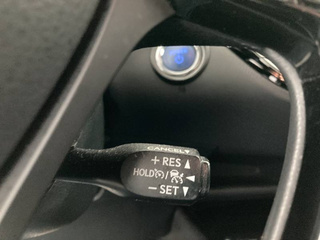 CANCEL
+ RES ▲
HOLD / ◄
− SET ▼